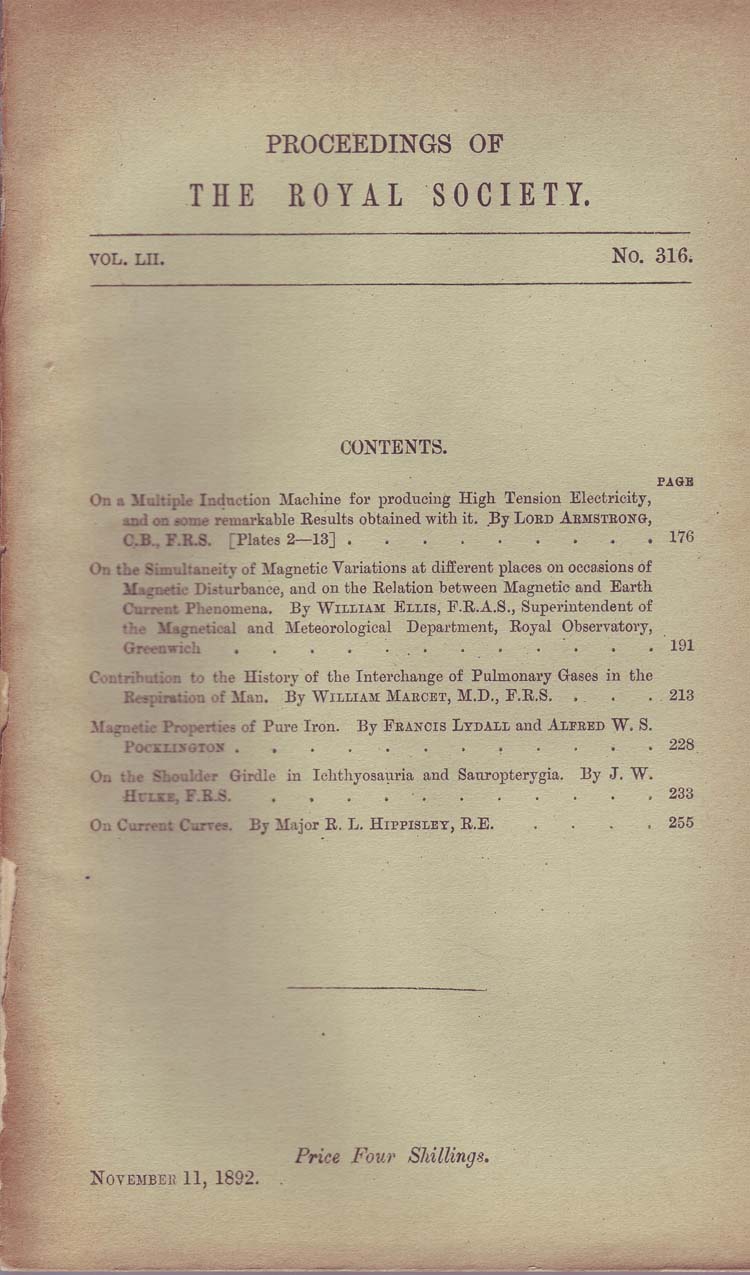 PROCEEDINGS OF
THE ROYAL SOCIETY.
VOL. LII. No. 316.
CONTENTS.
PAGE
On a Multiple Induction Machine for producing High Tension Electricity,
and on some remarkable Results obtained with it. By LORD ARMSTRONG,
C.B., F.R.S. [Plates 2—13] . . . . . . . . . 176
On the Simultaneity of Magnetic Variations at different places on occasions of
Magnetic Disturbance, and on the Relation between Magnetic and Earth
Current Phenomena. By WILLIAM ELLIS, F.R.A.S., Superintendent of
the Magnetical and Meteorological Department, Royal Observatory,
Greenwich . . . . . . . . . . . . 191
Contribution to the History of the Interchange of Pulmonary Gases in the
Respiration of Man. By WILLIAM MARCET, M.D., F.R.S. . . . 213
Magnetic Properties of Pure Iron. By FRANCIS LYDALL and ALFRED W. S.
POCKLINGTON . . . . . . . . . . . . 228
On the Shoulder Girdle in Ichthyosauria and Sauropterygia. By J. W.
HULKE, F.R.S. . . . . . . . . . . . 233
On Current Curves. By Major R. L. HIPPISLEY, R.E. . . . . 255
Price Four Shillings.
NOVEMBER 11, 1892.